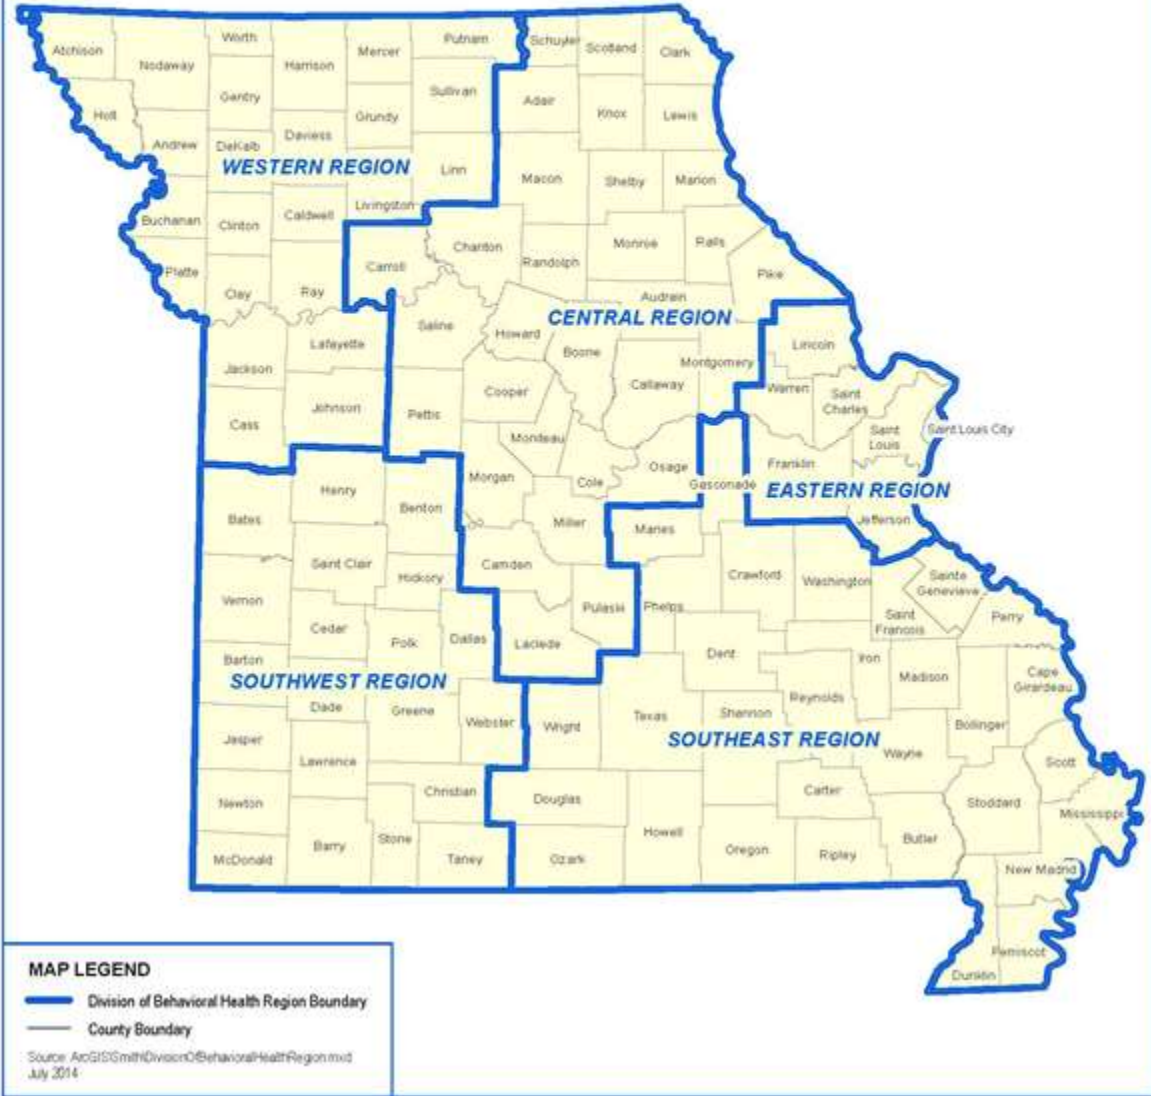 Atchison
Nodaway
Worth
Harrison
Mercer
Putnam
Schuyler
Scotland
Clark
Holt
Andrew
Gentry
DeKalb
Daviess
Grundy
Sullivan
Adair
Knox
Lewis
WESTERN REGION
Linn
Macon
Shelby
Marion
Buchanan
Clinton
Caldwell
Livingston
Chariton
Randolph
Monroe
Ralls
Pike
Platte
Clay
Ray
Carroll
Audrain
CENTRAL REGION
Saline
Howard
Boone
Lincoln
Jackson
Lafayette
Cooper
Callaway
Montgomery
Warren
Saint
Charles
Cass
Johnson
Pettis
Moniteau
Saint
Louis
Saint Louis City
Morgan
Cole
Osage
Gasconade
Franklin
EASTERN REGION
Bates
Henry
Benton
Miller
Maries
Jefferson
Saint Clair
Hickory
Camden
Crawford
Washington
Sainte
Genevieve
Vernon
Cedar
Polk
Dallas
Laclede
Pulaski
Phelps
Saint
Francois
Perry
Barton
Dent
Iron
Madison
Cape
Girardeau
SOUTHWEST REGION
Dade
Greene
Webster
Wright
Texas
Shannon
Reynolds
Bollinger
SOUTHEAST REGION
Jasper
Lawrence
Wayne
Scott
Newton
Christian
Douglas
Carter
Stoddard
Mississippi
McDonald
Barry
Stone
Taney
Ozark
Howell
Oregon
Ripley
Butler
New Madrid
Pemiscot
Dunklin
MAP LEGEND
Division of Behavioral Health Region Boundary
County Boundary
Source: ArcGIS\Smith\DivisionOfBehavioralHealthRegion.mxd
July 2014